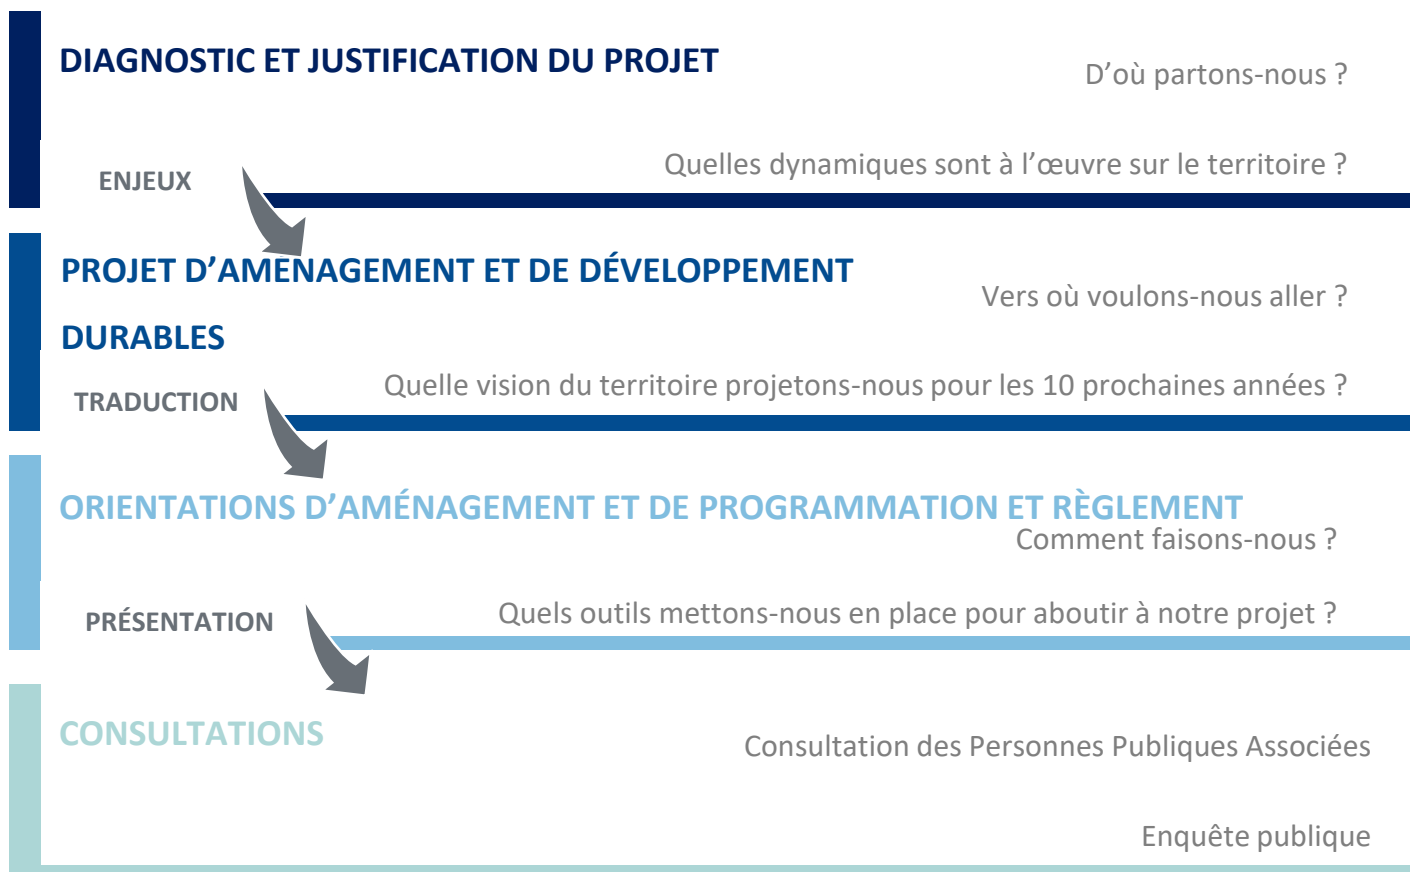 DIAGNOSTIC ET JUSTIFICATION DU PROJET
D’où partons-nous ?
Quelles dynamiques sont à l’œuvre sur le territoire ?
ENJEUX
PROJET D’AMÉNAGEMENT ET DE DÉVELOPPEMENT
DURABLES
Vers où voulons-nous aller ?
Quelle vision du territoire projetons-nous pour les 10 prochaines années ?
TRADUCTION
ORIENTATIONS D’AMÉNAGEMENT ET DE PROGRAMMATION ET RÈGLEMENT
Comment faisons-nous ?
Quels outils mettons-nous en place pour aboutir à notre projet ?
PRÉSENTATION
CONSULTATIONS
Consultation des Personnes Publiques Associées
Enquête publique